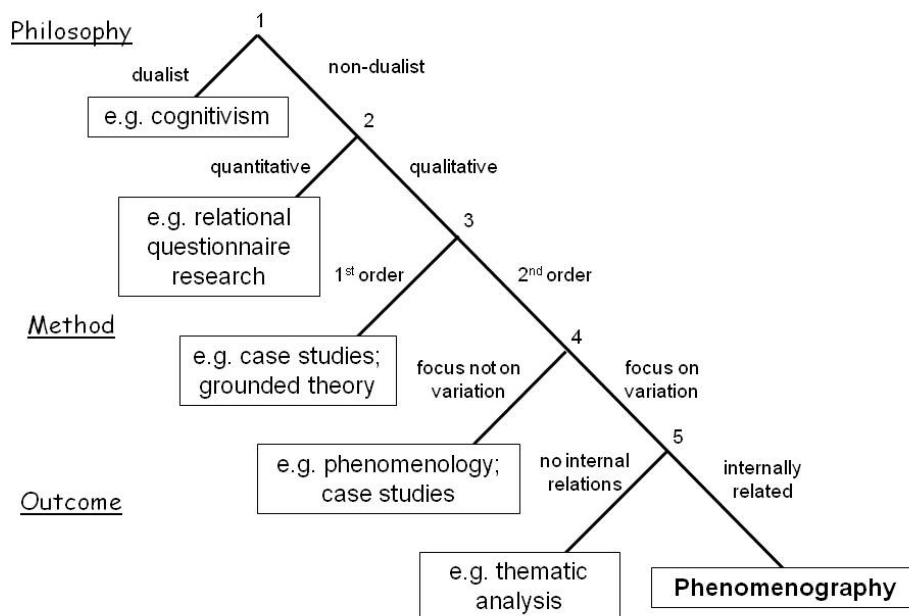 1
Philosophy
dualist
non-dualist
e.g. cognitivism
2
quantitative
qualitative
e.g. relational
questionnaire
research
3
1st order
2nd order
Method
e.g. case studies;
grounded theory
4
focus not on
variation
focus on
variation
e.g. phenomenology;
case studies
5
no internal
relations
internally
related
Outcome
e.g. thematic
analysis
Phenomenography